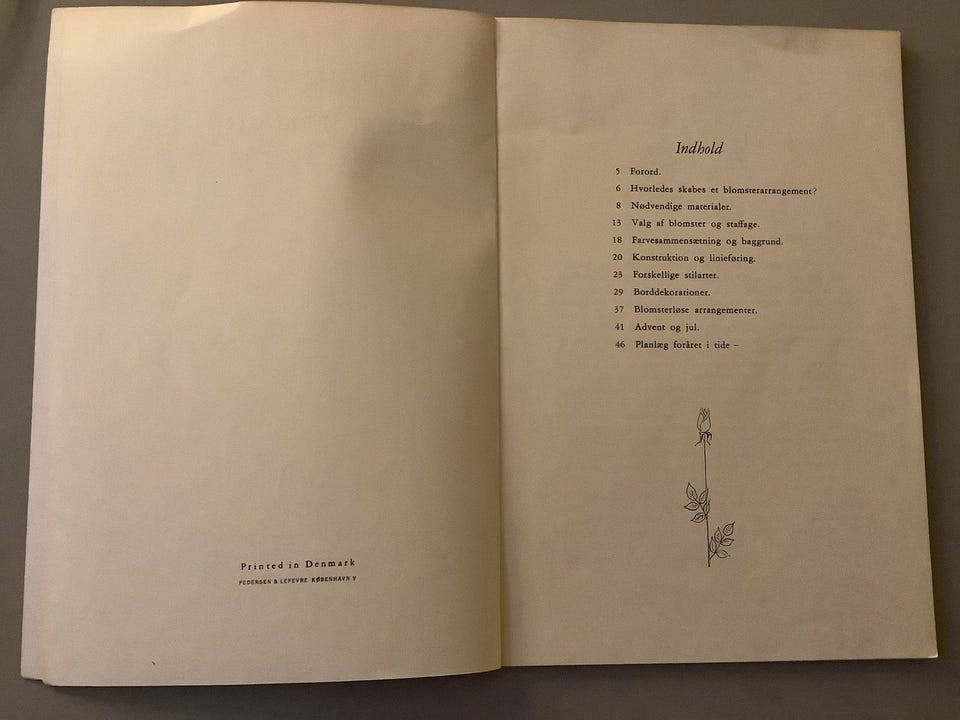 Printed in Denmark
PEDERSEN & LEFEVRE KØBENHAVN V
Indhold
5 Forord.
6 Hvorledes skabes et blomsterarrangement?
8 Nødvendige materialer.
13 Valg af blomster og staffage.
18 Farvesammensætning og baggrund.
20 Konstruktion og linieføring.
23 Forskellige stilarter.
29 Borddekorationer.
37 Blomsterløse arrangementer.
41 Advent og jul.
46 Planlæg foråret i tide –